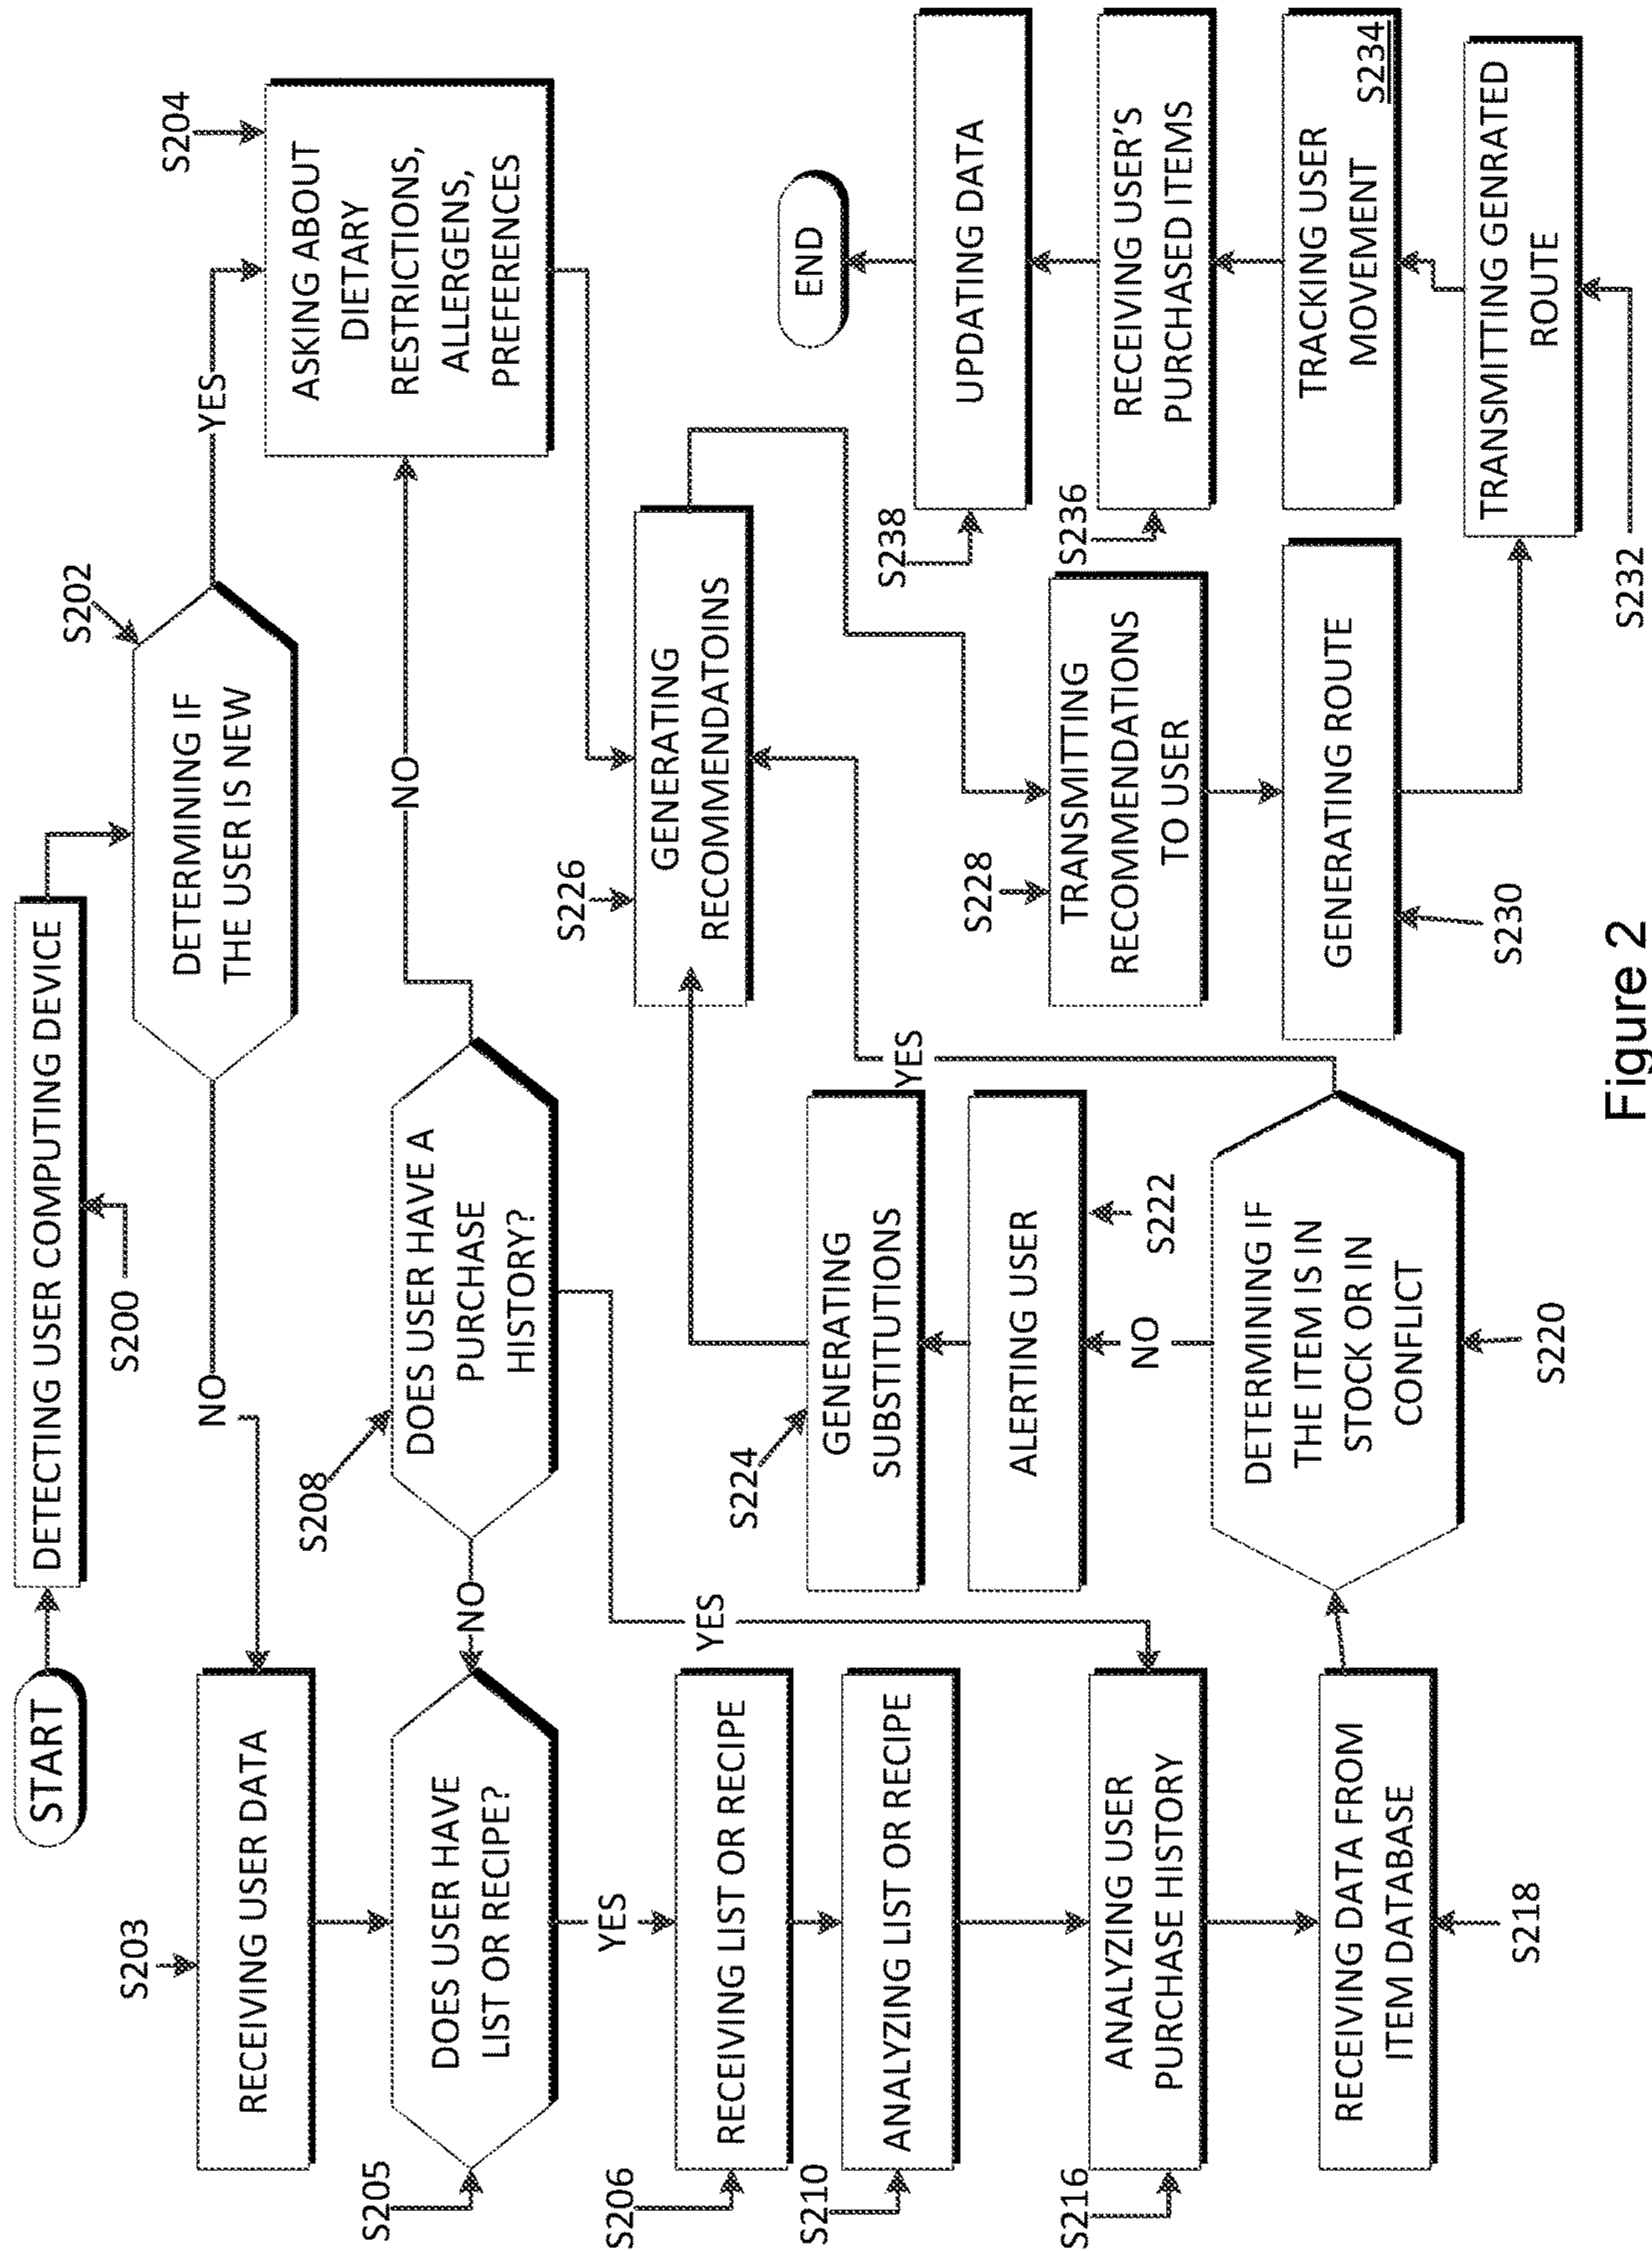 START
DETECTING USER COMPUTING DEVICE
S200
S202
DETERMINING IF
THE USER IS NEW
NO
YES
S203
RECEIVING USER DATA
S204
ASKING ABOUT
DIETARY
RESTRICTIONS,
ALLERGENS,
PREFERENCES
S205
DOES USER HAVE
LIST OR RECIPE?
NO
S208
DOES USER HAVE A
PURCHASE
HISTORY?
NO
YES
S206
RECEIVING LIST OR RECIPE
YES
S210
ANALYZING LIST OR RECIPE
S216
ANALYZING USER
PURCHASE HISTORY
RECEIVING DATA FROM
ITEM DATABASE
S218
DETERMINING IF
THE ITEM IS IN
STOCK OR IN
CONFLICT
S220
NO
YES
ALERTING USER
S222
S224
GENERATING
SUBSTITUTIONS
S226
GENERATING
RECOMMENDATOINS
S228
TRANSMITTING
RECOMMENDATIONS
TO USER
GENERATING ROUTE
S230
TRANSMITTING GENRATED
ROUTE
S232
TRACKING USER
MOVEMENT
S234
S236
RECEIVING USER'S
PURCHASED ITEMS
S238
UPDATING DATA
END
Figure 2